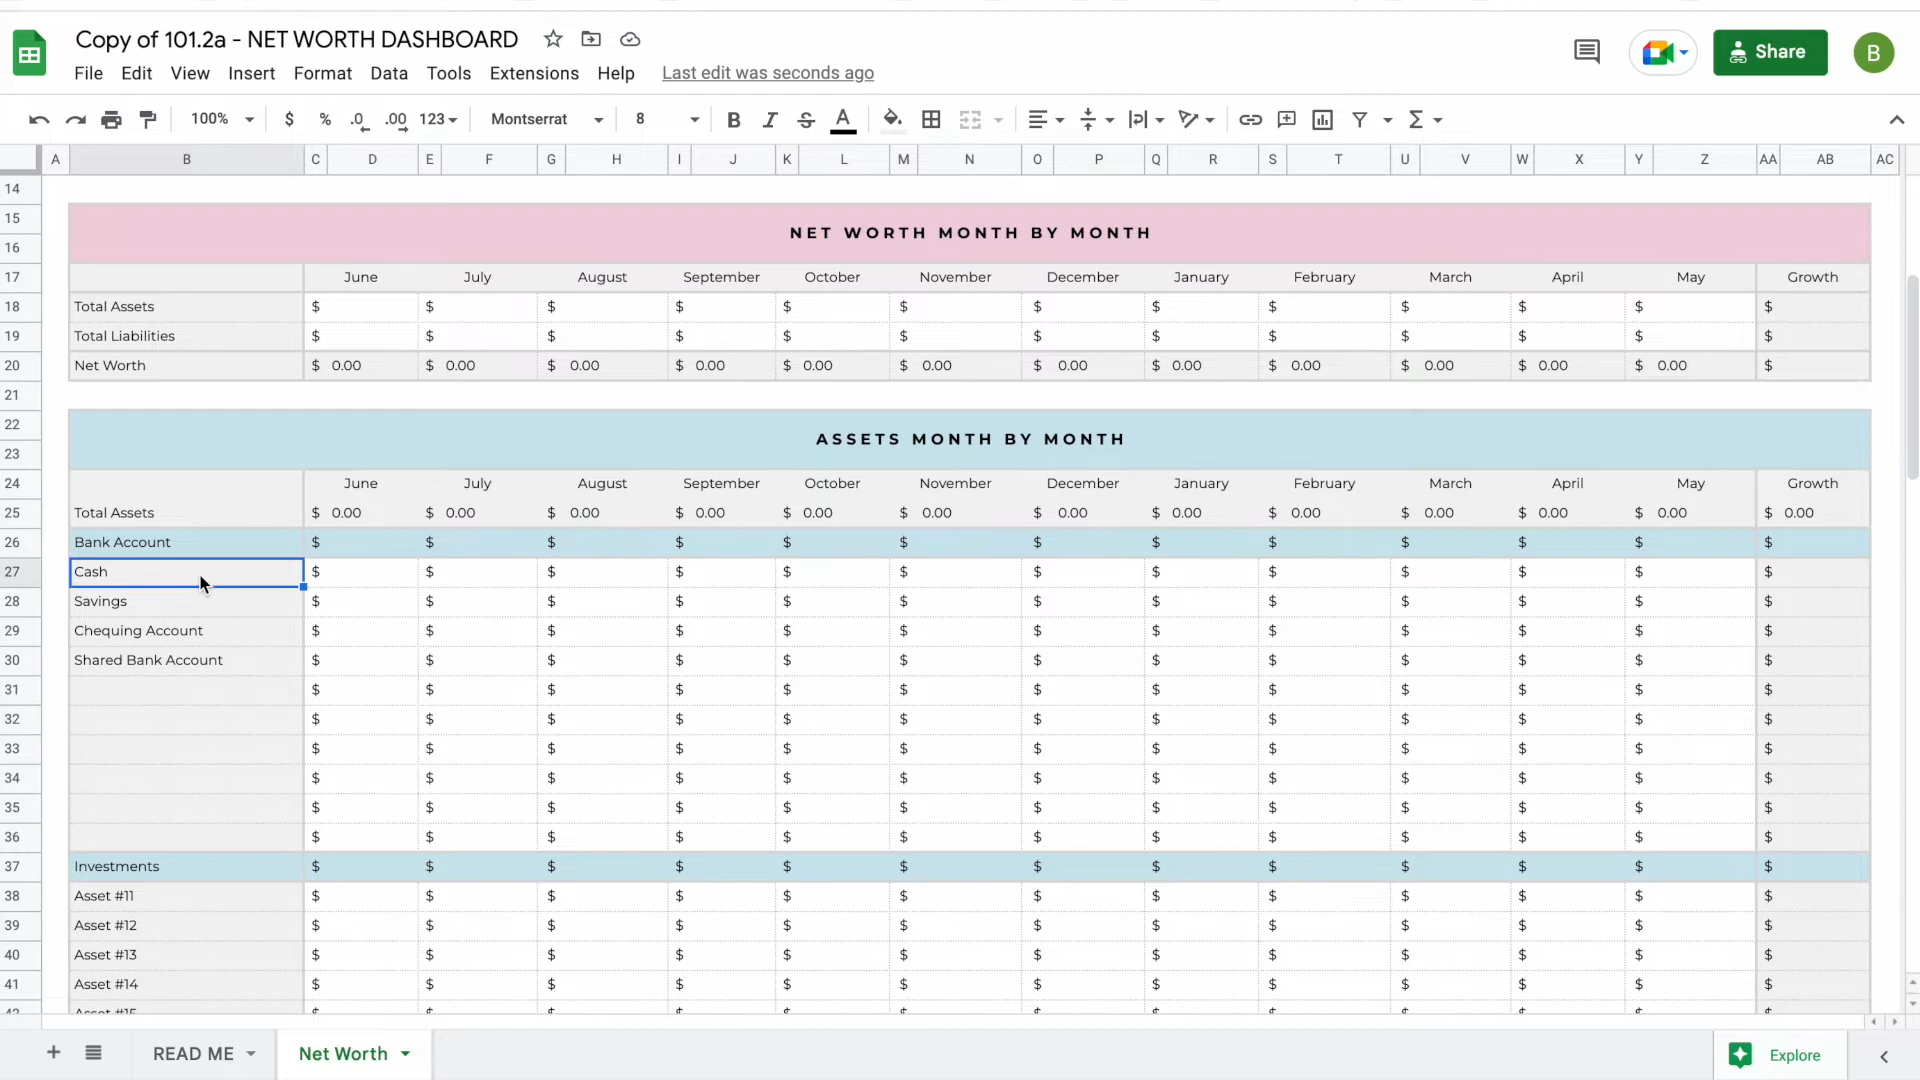 Copy of 101.2a - NET WORTH DASHBOARD
File Edit View Insert Format Data Tools Extensions Help Last edit was seconds ago
Share B
100% $ % .0 .00 123 Montserrat 8 B I S A
A B C D E F G H I J K L M N O P Q R S T U V W X Y Z AA AB AC
14
15
NET WORTH MONTH BY MONTH
16
17 June July August September October November December January February March April May Growth
18 Total Assets $ $ $ $ $ $ $ $ $ $ $ $ $
19 Total Liabilities $ $ $ $ $ $ $ $ $ $ $ $ $
20 Net Worth $ 0.00 $ 0.00 $ 0.00 $ 0.00 $ 0.00 $ 0.00 $ 0.00 $ 0.00 $ 0.00 $ 0.00 $ 0.00 $ 0.00 $
21
22
ASSETS MONTH BY MONTH
23
24 June July August September October November December January February March April May Growth
25 Total Assets $ 0.00 $ 0.00 $ 0.00 $ 0.00 $ 0.00 $ 0.00 $ 0.00 $ 0.00 $ 0.00 $ 0.00 $ 0.00 $ 0.00 $ 0.00
26 Bank Account $ $ $ $ $ $ $ $ $ $ $ $ $
27 Cash $ $ $ $ $ $ $ $ $ $ $ $ $
28 Savings $ $ $ $ $ $ $ $ $ $ $ $ $
29 Chequing Account $ $ $ $ $ $ $ $ $ $ $ $ $
30 Shared Bank Account $ $ $ $ $ $ $ $ $ $ $ $ $
31 $ $ $ $ $ $ $ $ $ $ $ $ $
32 $ $ $ $ $ $ $ $ $ $ $ $ $
33 $ $ $ $ $ $ $ $ $ $ $ $ $
34 $ $ $ $ $ $ $ $ $ $ $ $ $
35 $ $ $ $ $ $ $ $ $ $ $ $ $
36 $ $ $ $ $ $ $ $ $ $ $ $ $
37 Investments $ $ $ $ $ $ $ $ $ $ $ $ $
38 Asset #11 $ $ $ $ $ $ $ $ $ $ $ $ $
39 Asset #12 $ $ $ $ $ $ $ $ $ $ $ $ $
40 Asset #13 $ $ $ $ $ $ $ $ $ $ $ $ $
41 Asset #14 $ $ $ $ $ $ $ $ $ $ $ $ $
42 Asset #15 $ $ $ $ $ $ $ $ $ $ $ $ $
READ ME Net Worth Explore